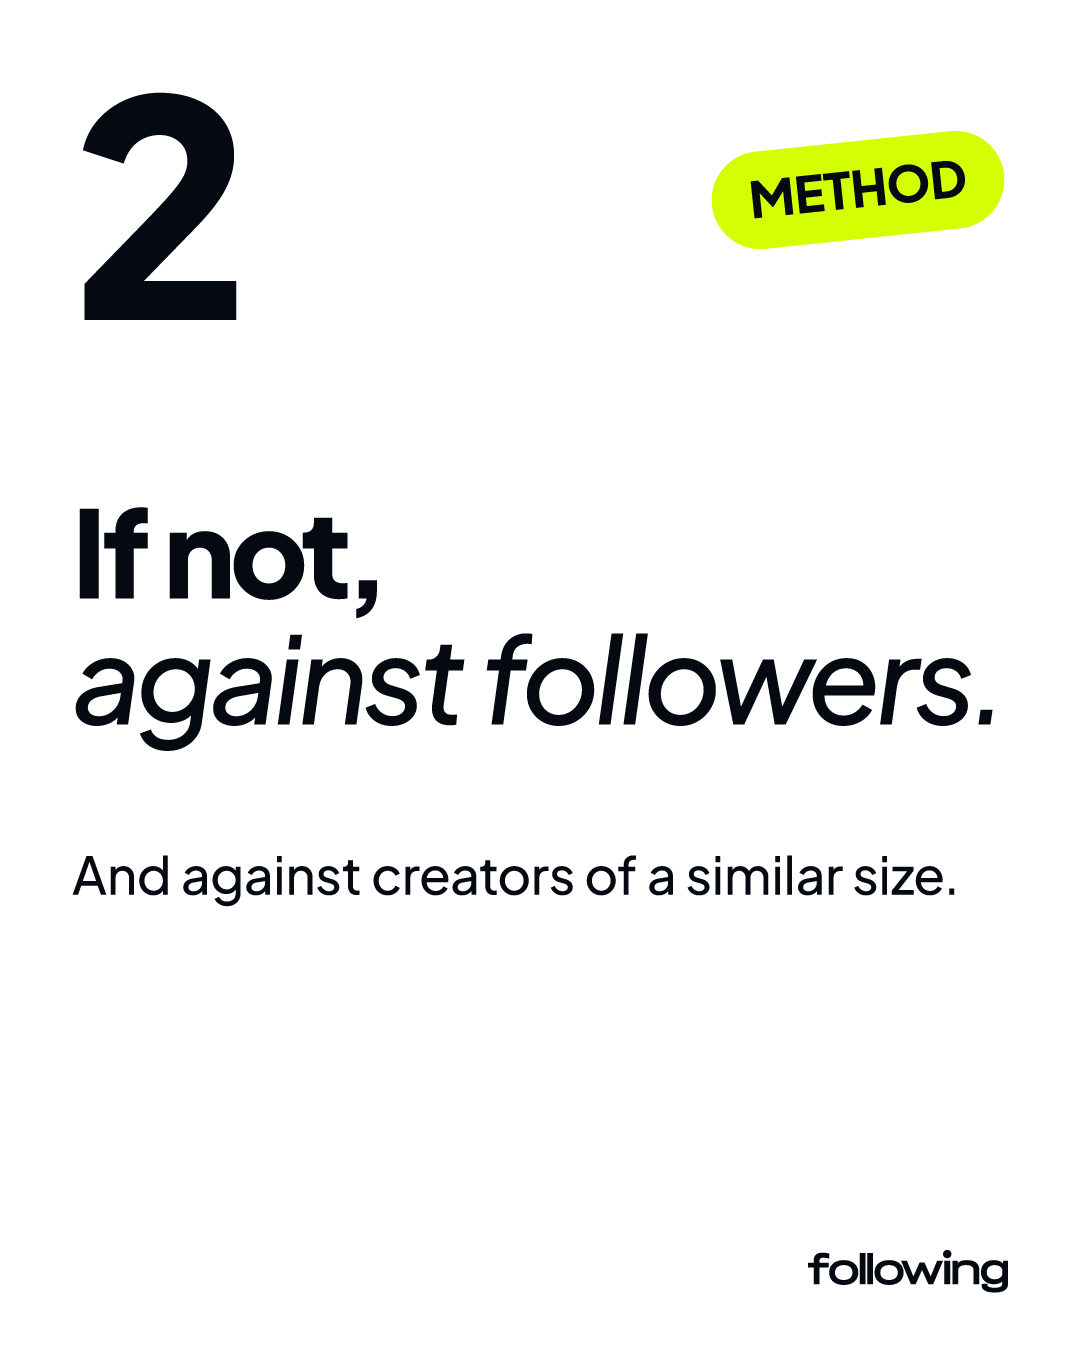 2
METHOD
If not,
against followers.
And against creators of a similar size.
following